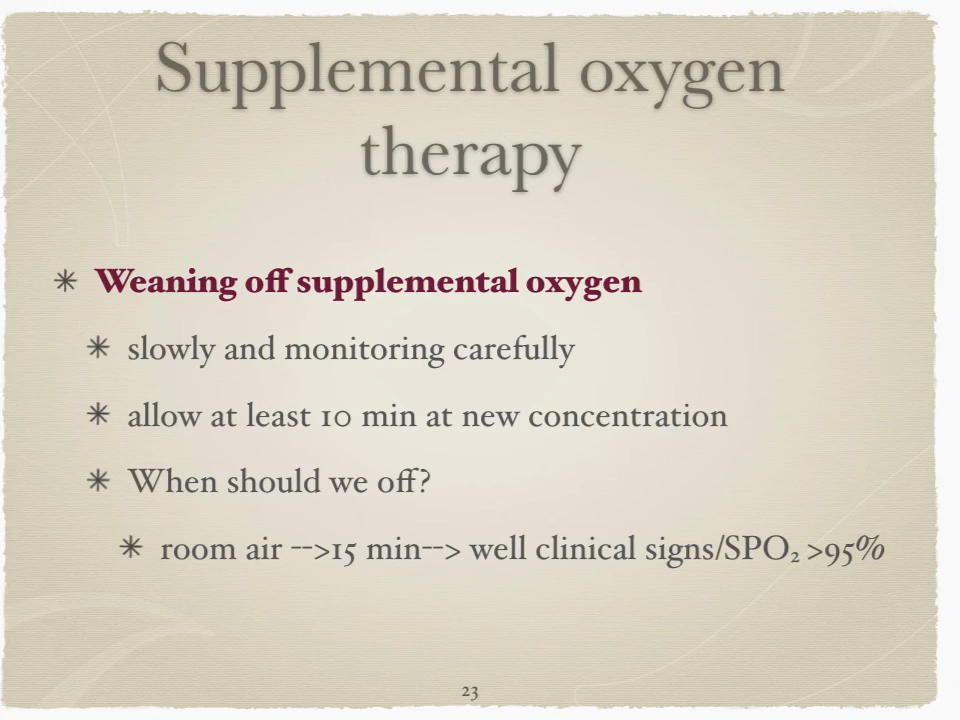 Supplemental oxygen
therapy
Weaning off supplemental oxygen
slowly and monitoring carefully
allow at least 10 min at new concentration
When should we off?
room air -->15 min--> well clinical signs/SPO₂ >95%
23